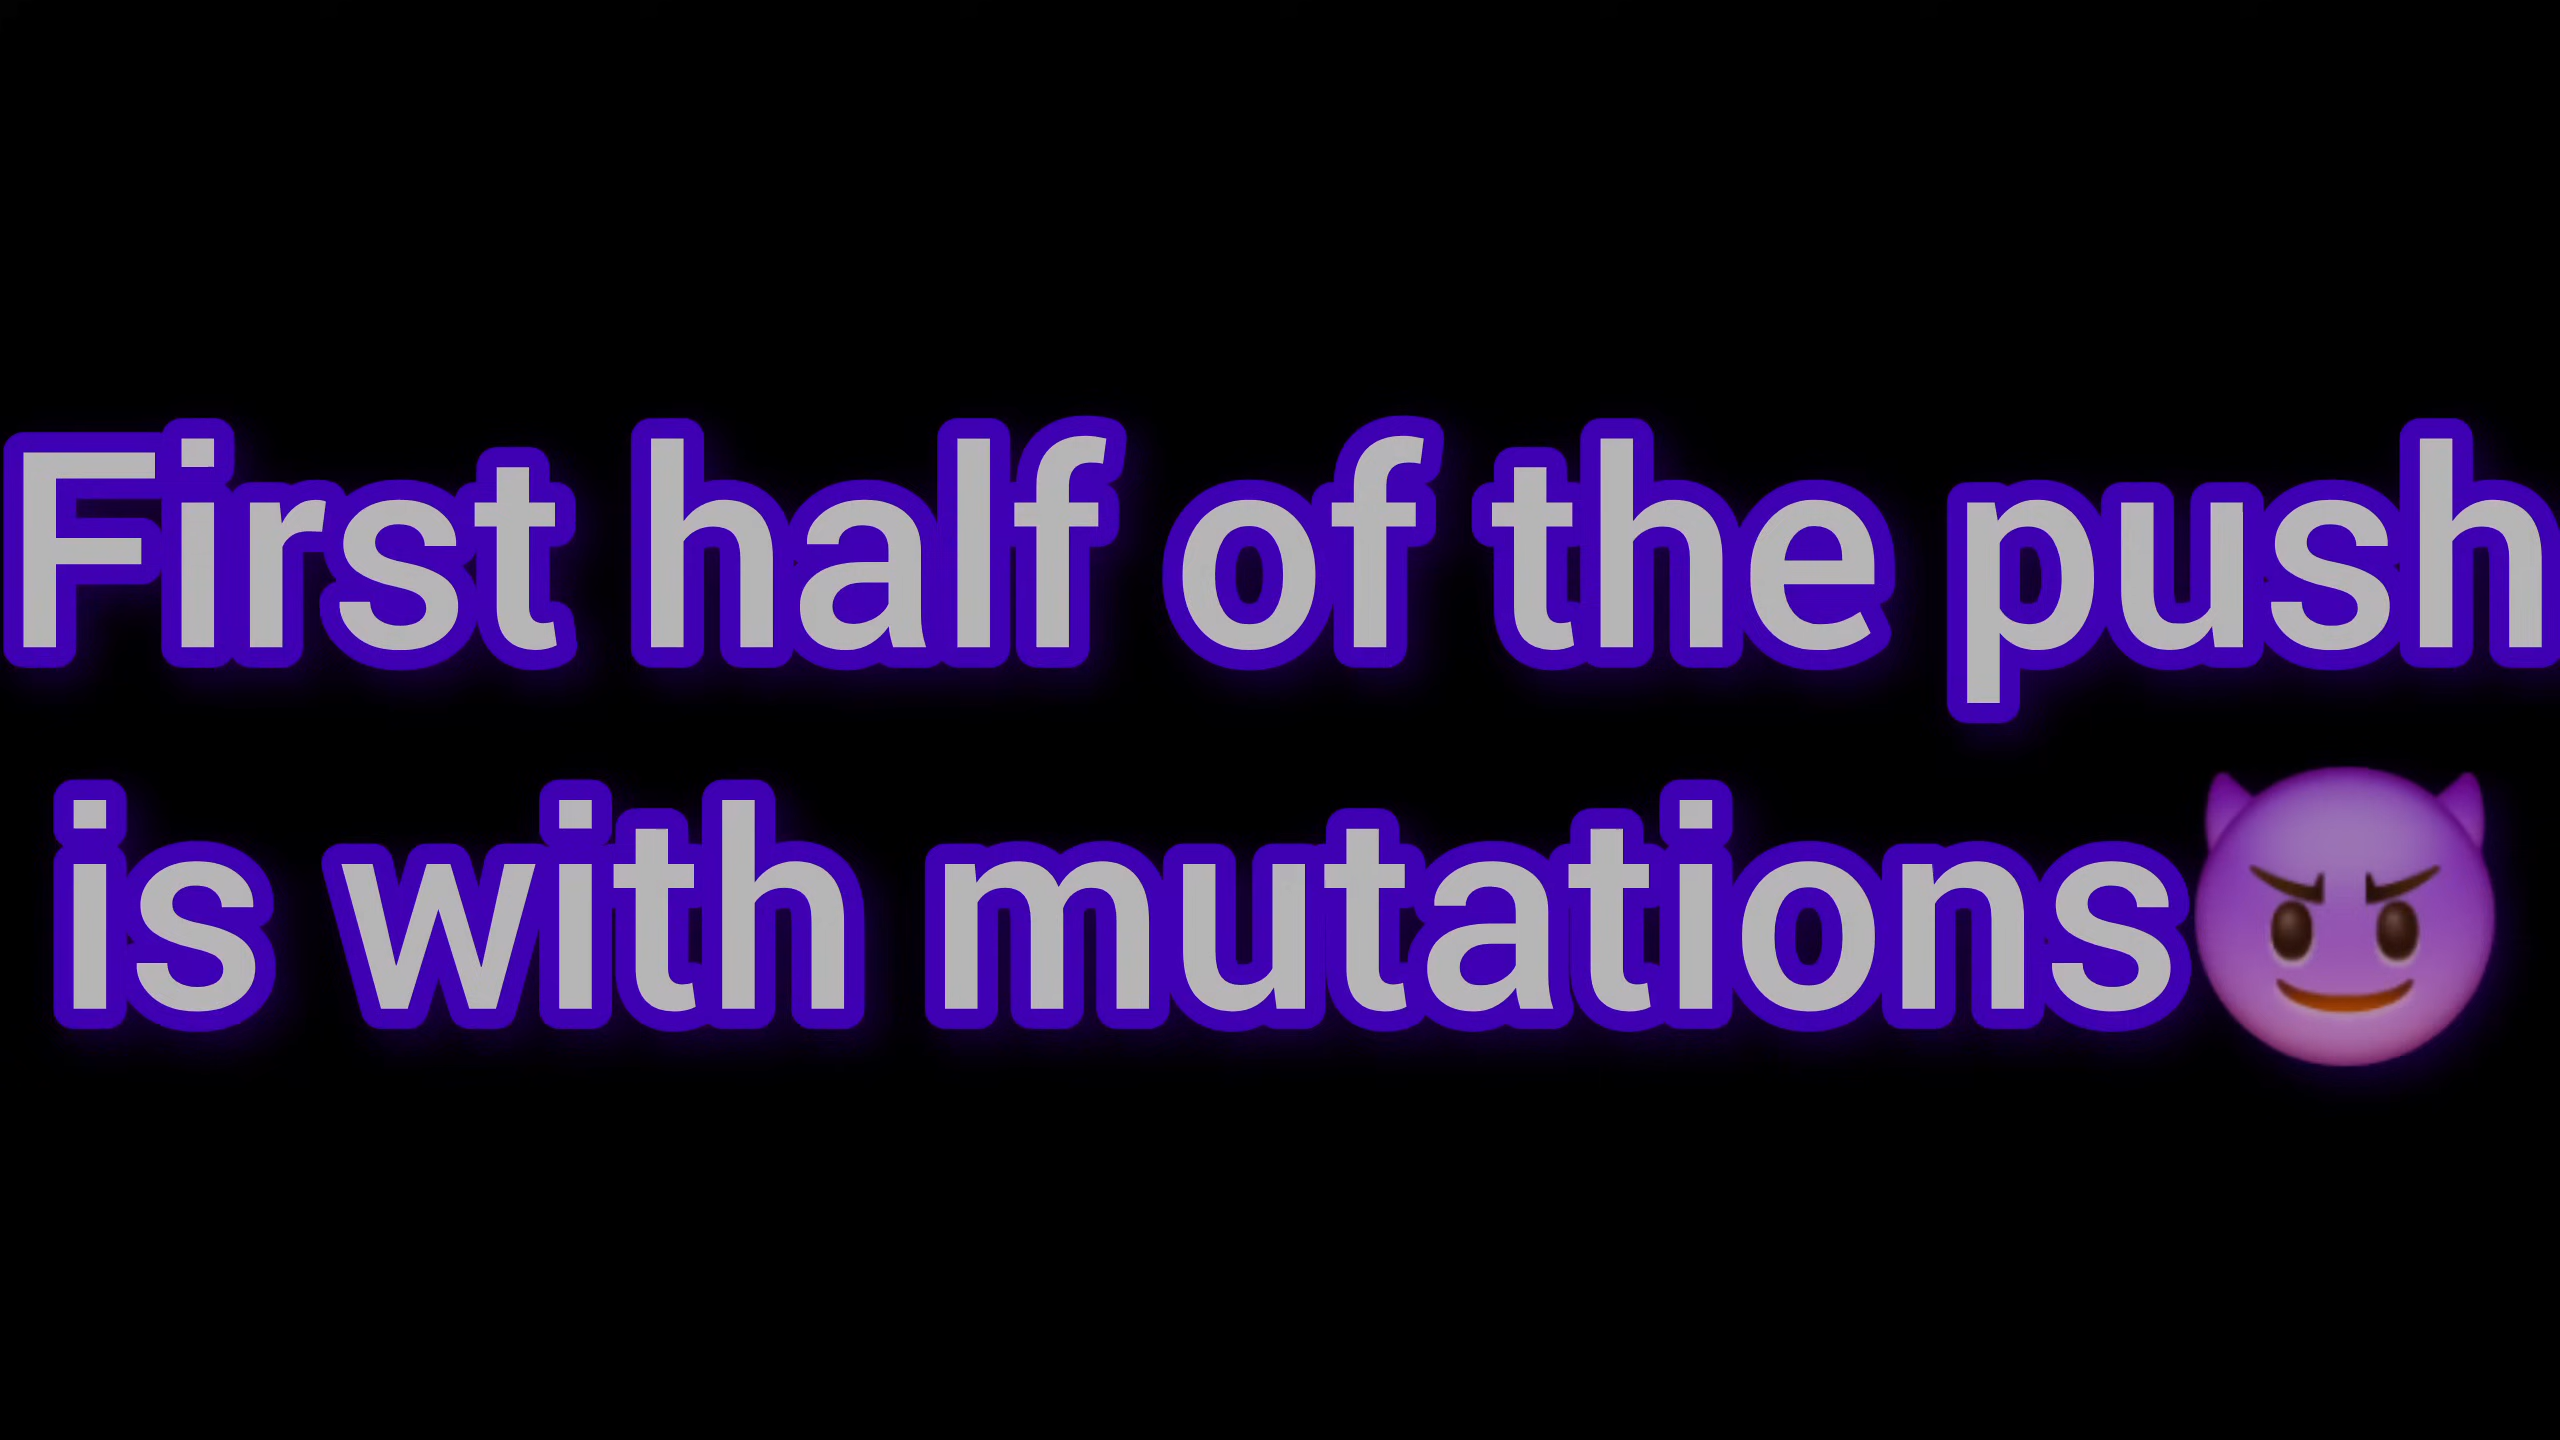 First half of the push
is with mutations😈